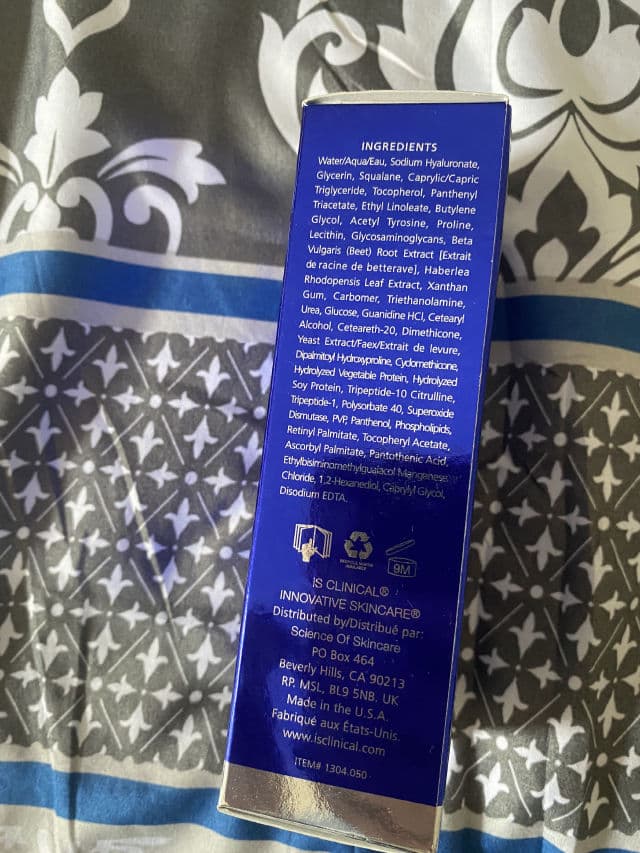 INGREDIENTS
Water/Aqua/Eau, Sodium Hyaluronate,
Glycerin, Squalane, Caprylic/Capric
Triglyceride, Tocopherol, Panthenyl
Triacetate, Ethyl Linoleate, Butylene
Glycol, Acetyl Tyrosine, Proline,
Lecithin, Glycosaminoglycans, Beta
Vulgaris (Beet) Root Extract [Extrait
de racine de betterave], Haberlea
Rhodopensis Leaf Extract, Xanthan
Gum, Carbomer, Triethanolamine,
Urea, Glucose, Guanidine HCl, Cetearyl
Alcohol, Ceteareth-20, Dimethicone,
Yeast Extract/Faex/Extrait de levure,
Dipalmitoyl Hydroxyproline, Cyclomethicone,
Hydrolyzed Vegetable Protein, Hydrolyzed
Soy Protein, Tripeptide-10 Citrulline,
Tripeptide-1, Polysorbate 40, Superoxide
Dismutase, PVP, Panthenol, Phospholipids,
Retinyl Palmitate, Tocopheryl Acetate,
Ascorbyl Palmitate, Pantothenic Acid,
Ethylbisiminomethylguaiacol Manganese
Chloride, 1,2-Hexanediol, Caprylyl Glycol,
Disodium EDTA.
9M
IS CLINICAL®
INNOVATIVE SKINCARE®
Distributed by/Distribué par:
Science Of Skincare
PO Box 464
Beverly Hills, CA 90213
RP. MSL, BL9 5NB, UK
Made in the U.S.A.
Fabriqué aux États-Unis.
www.isclinical.com
ITEM# 1304.050